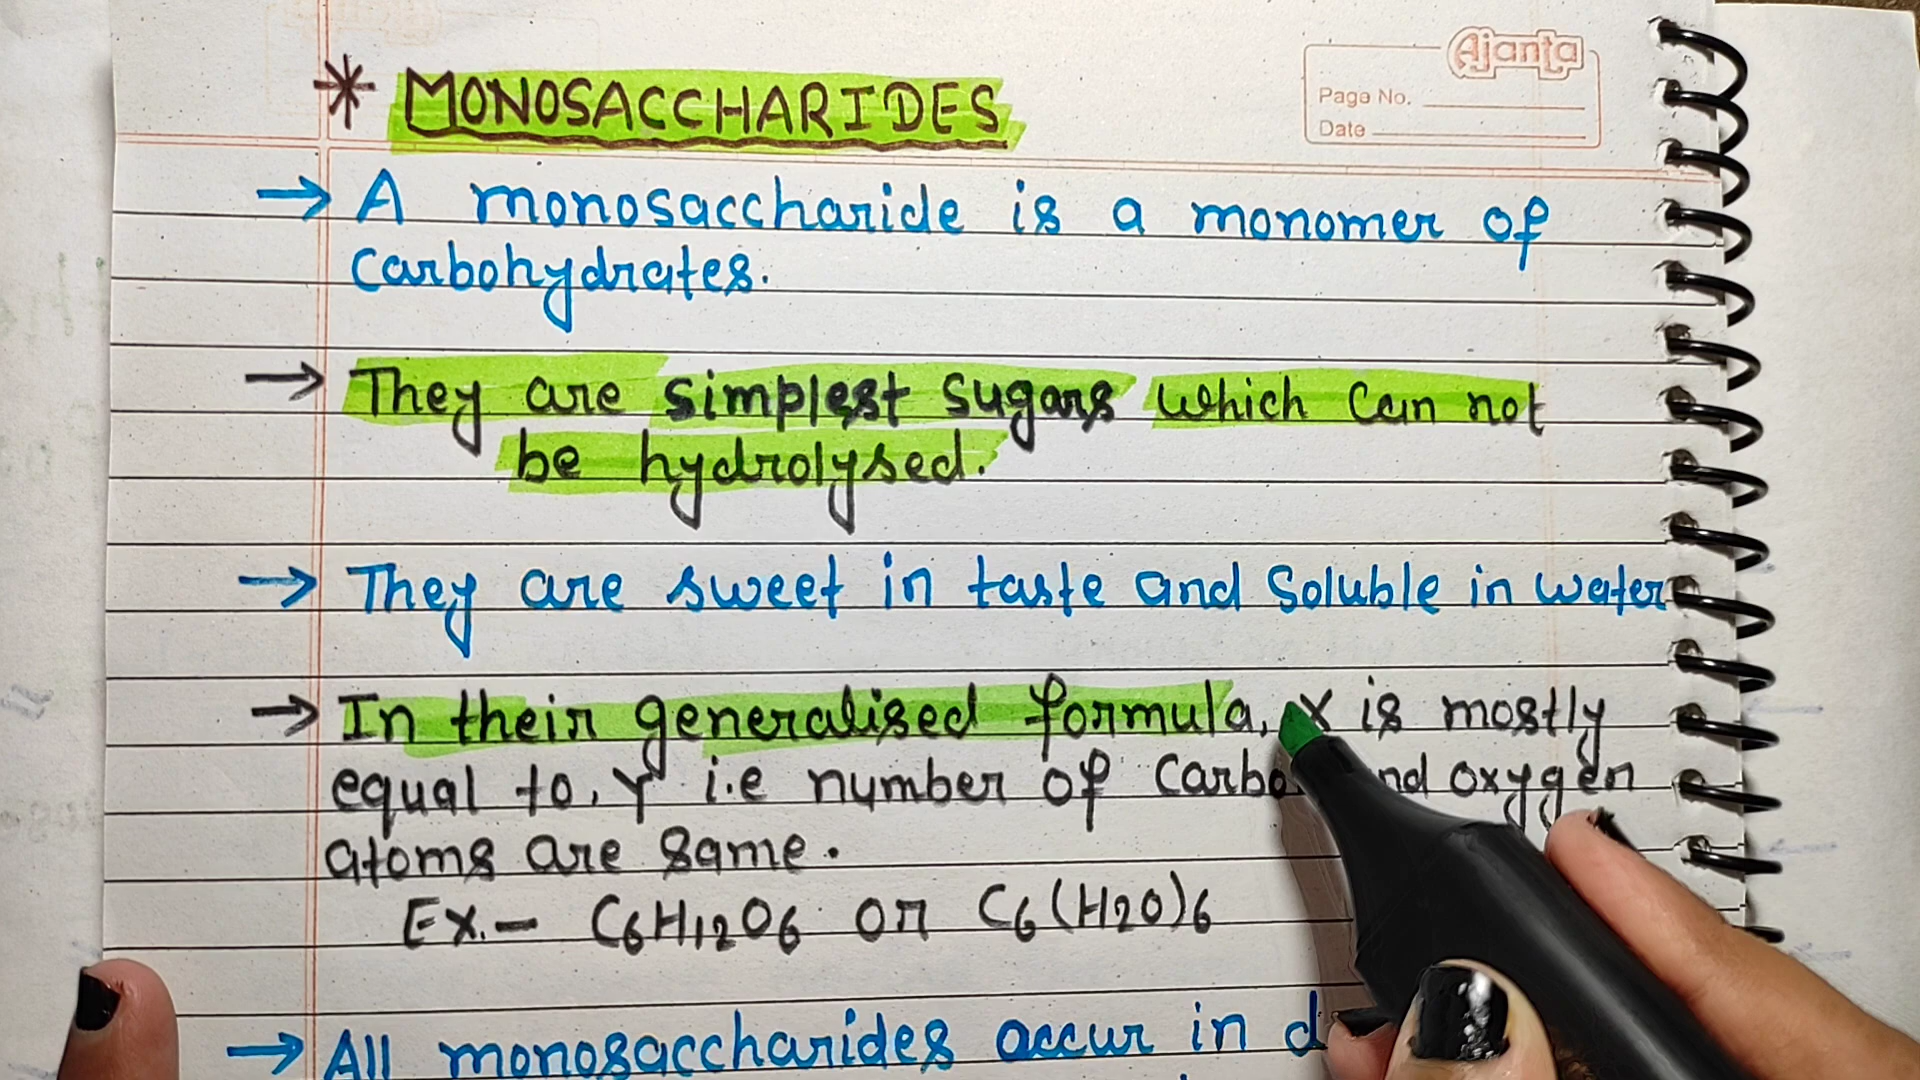 Ajanta
Page No.
Date
* MONOSACCHARIDES
→ A monosaccharide is a monomer of
carbohydrates.
→ They are simplest sugars which can not
be hydrolysed.
→ They are sweet in taste and soluble in water
→ In their generalised formula, X is mostly
equal to, Y i.e number of carbo nd oxygen
atoms are same.
Ex.- C6H12O6 or C6(H2O)6
→ All monosaccharides occur in d